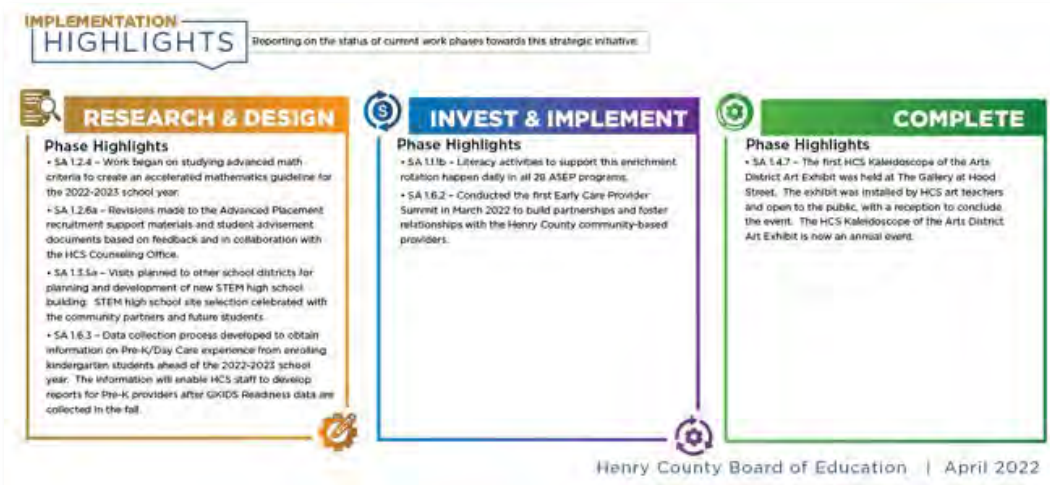 IMPLEMENTATION
HIGHLIGHTS
Reporting on the status of current work phases towards this strategic initiative.
RESEARCH & DESIGN
Phase Highlights
• SA 1.2.4 – Work began on studying advanced math
criteria to create an accelerated mathematics guideline for
the 2022-2023 school year.
• SA 1.2.6a – Revisions made to the Advanced Placement
recruitment support materials and student advisement
documents based on feedback and in collaboration with
the HCS Counseling Office.
• SA 1.3.5a – Visits planned to other school districts for
planning and development of new STEM high school
building. STEM high school site selection celebrated with
the community partners and future students.
• SA 1.6.3 – Data collection process developed to obtain
information on Pre-K/Day Care experience from enrolling
kindergarten students ahead of the 2022-2023 school
year. The information will enable HCS staff to develop
reports for Pre-K providers after GKIDS Readiness data are
collected in the fall.
INVEST & IMPLEMENT
Phase Highlights
• SA 1.1.1b – Literacy activities to support this enrichment
rotation happen daily in all 28 ASEP programs.
• SA 1.6.2 – Conducted the first Early Care Provider
Summit in March 2022 to build partnerships and foster
relationships with the Henry County community-based
providers.
COMPLETE
Phase Highlights
• SA 1.4.7 – The first HCS Kaleidoscope of the Arts
District Art Exhibit was held at The Gallery at Hood
Street. The exhibit was installed by HCS art teachers
and open to the public, with a reception to conclude
the event. The HCS Kaleidoscope of the Arts District
Art Exhibit is now an annual event.
Henry County Board of Education | April 2022